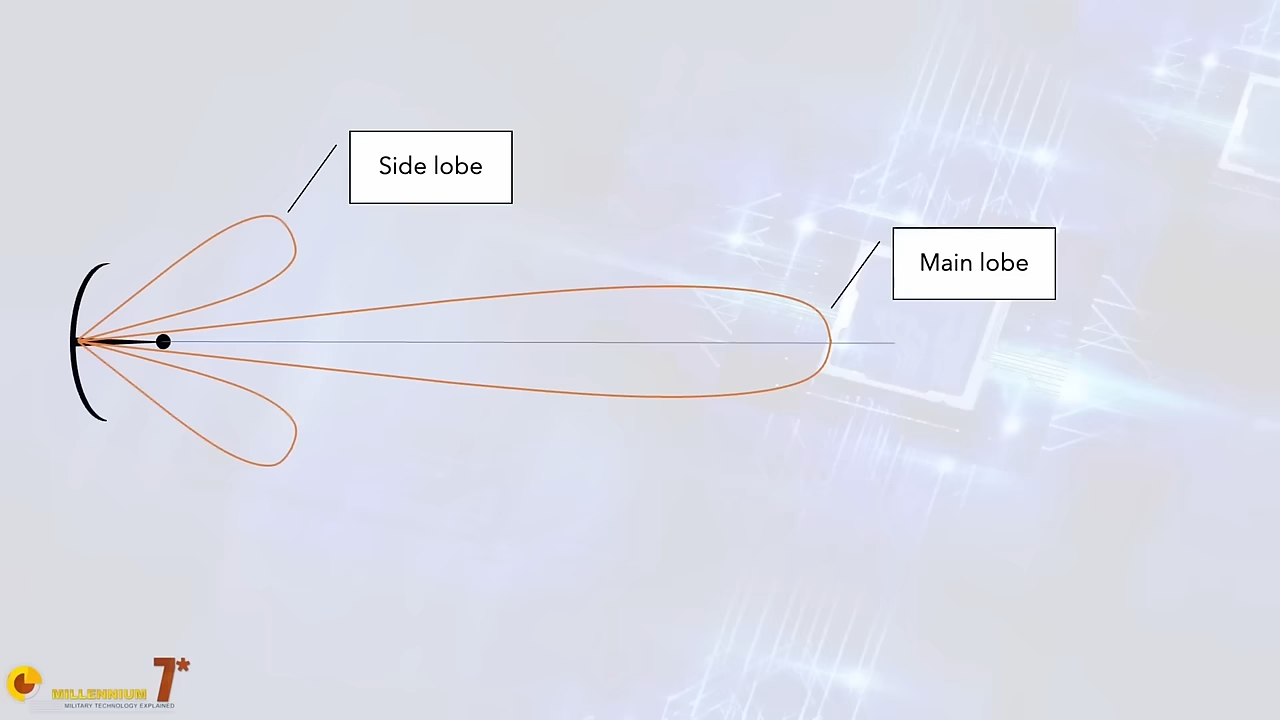 Side lobe
Main lobe
MILLENNIUM 7*
MILITARY TECHNOLOGY EXPLAINED